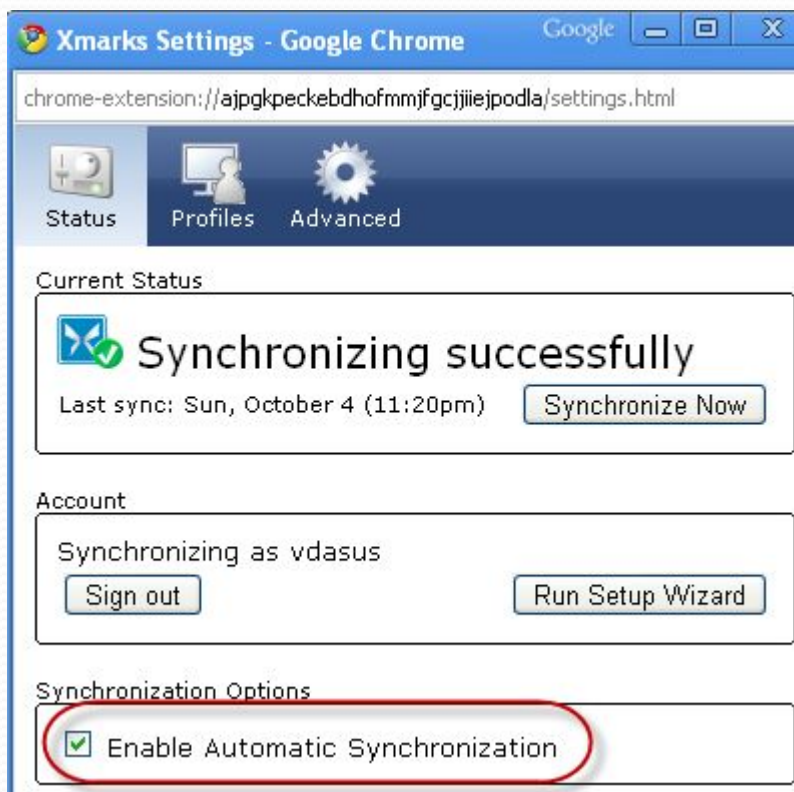 Xmarks Settings - Google Chrome
Google
chrome-extension://ajpgkpeckebdhofmmjfgcjjiiejpodla/settings.html
Status
Profiles
Advanced
Current Status
Synchronizing successfully
Last sync: Sun, October 4 (11:20pm)
Synchronize Now
Account
Synchronizing as vdasus
Sign out
Run Setup Wizard
Synchronization Options
Enable Automatic Synchronization